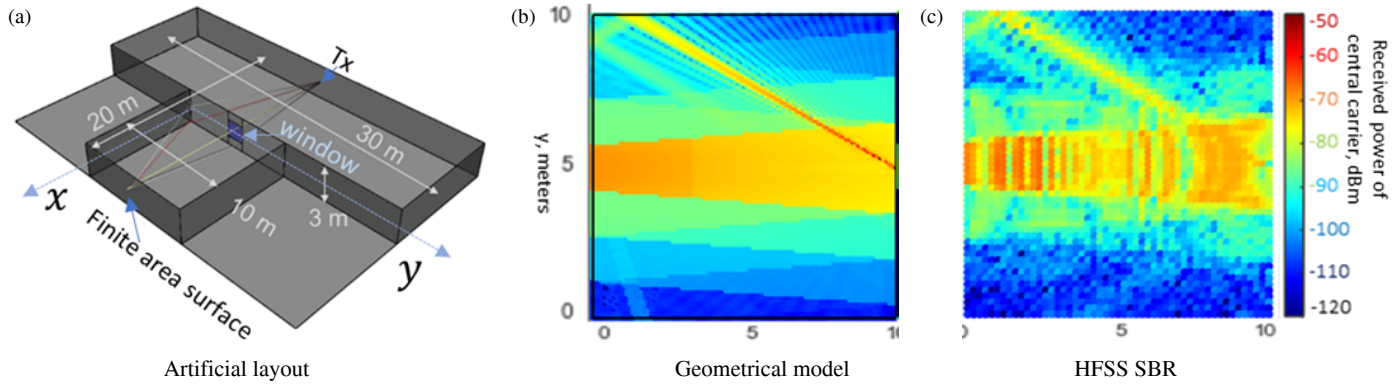 (a)
Tx
20 m
window
30 m
x
10 m
3 m
y
Finite area surface
Artificial layout
(b)
10
y, meters
5
0
0
5
10
Geometrical model
(c)
5
10
HFSS SBR
-50
-60
-70
-80
-90
-100
-110
-120
Received power of
central carrier, dBm